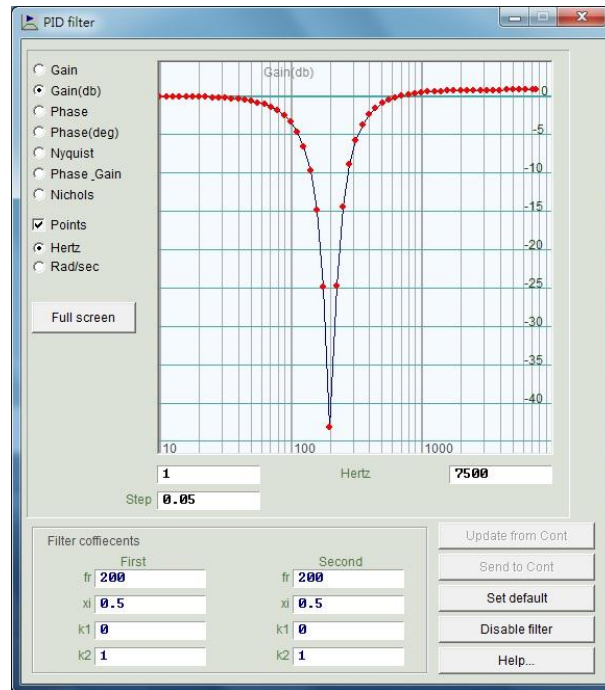 PID filter
Gain
Gain(db)
Phase
Phase(deg)
Nyquist
Phase_Gain
Nichols
Points
Hertz
Rad/sec
Full screen
Gain(db)
0
-5
-10
-15
-20
-25
-30
-35
-40
10 100 1000
1 Hertz 7500
Step 0.05
Filter coffiecents
First Second
fr 200 fr 200
xi 0.5 xi 0.5
k1 0 k1 0
k2 1 k2 1
Update from Cont
Send to Cont
Set default
Disable filter
Help...